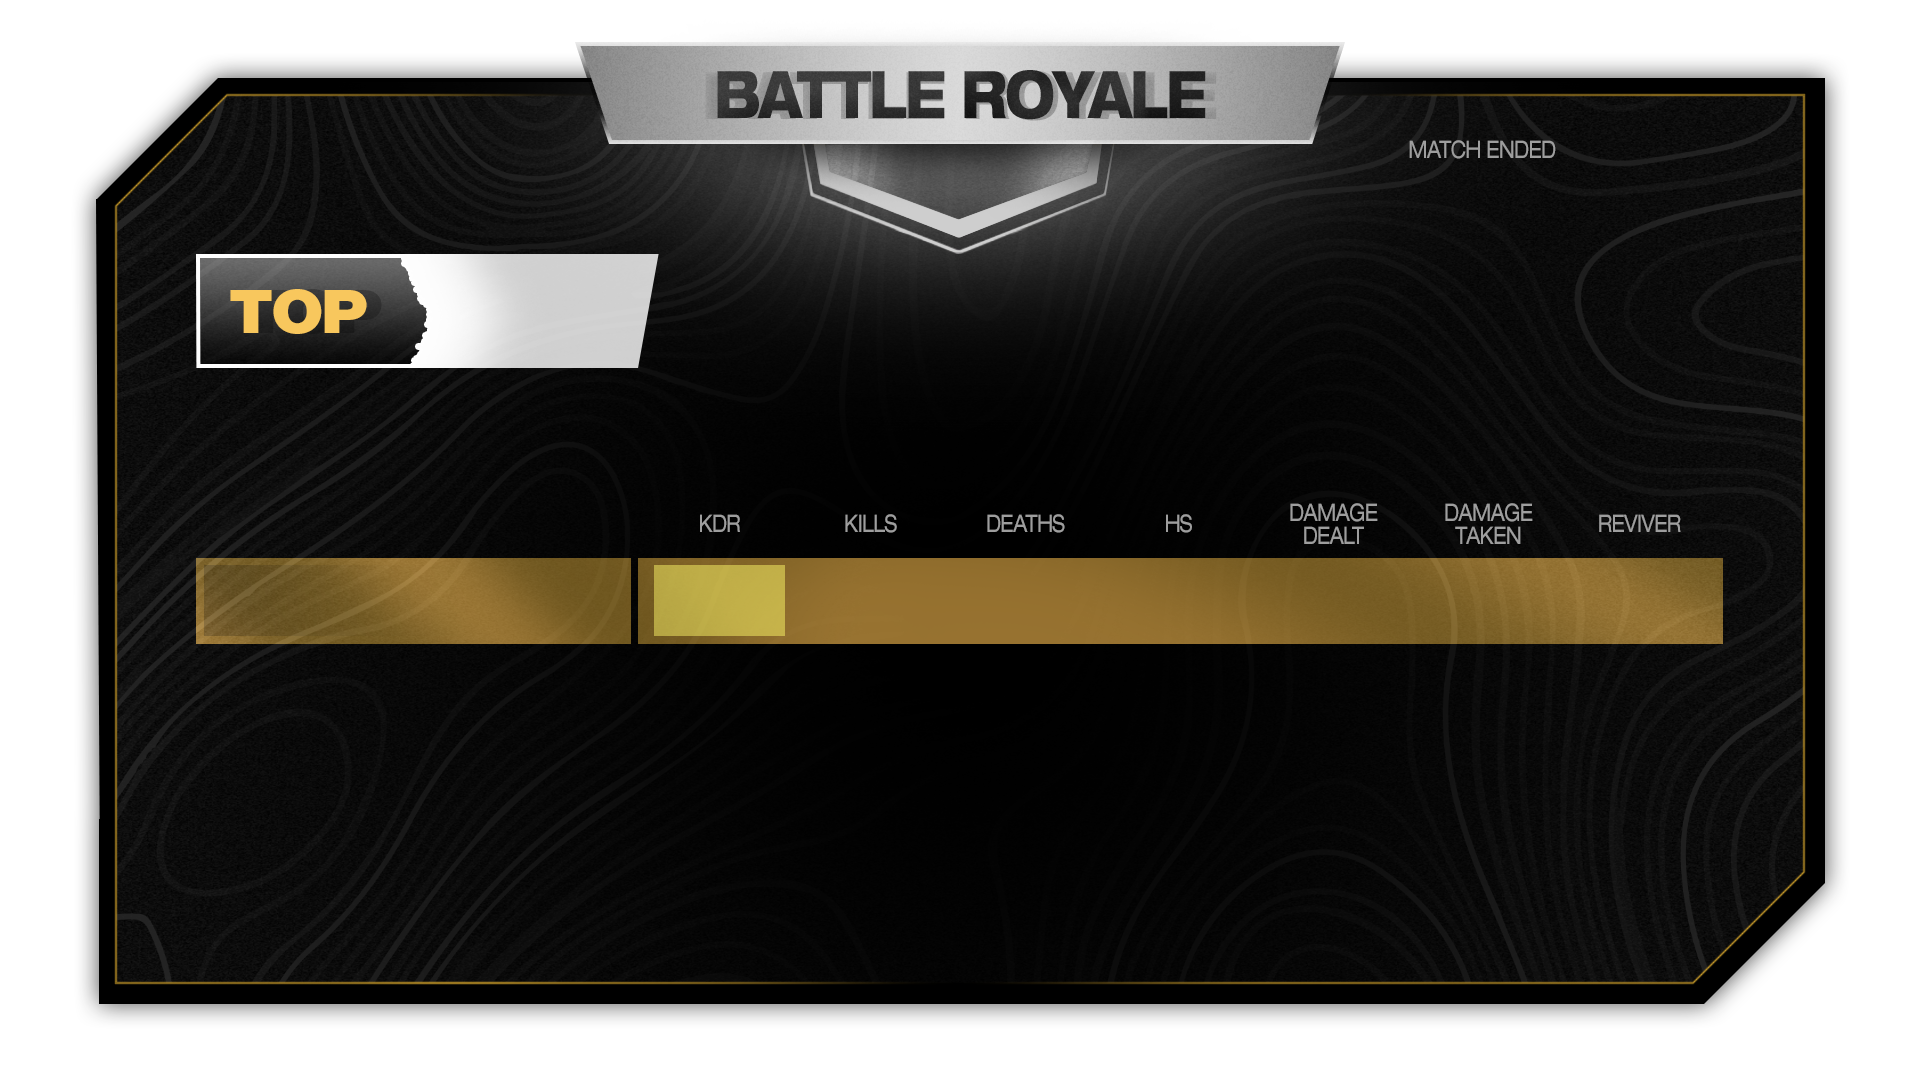 BATTLE ROYALE
MATCH ENDED
TOP
KDR KILLS DEATHS HS DAMAGE DEALT DAMAGE TAKEN REVIVER